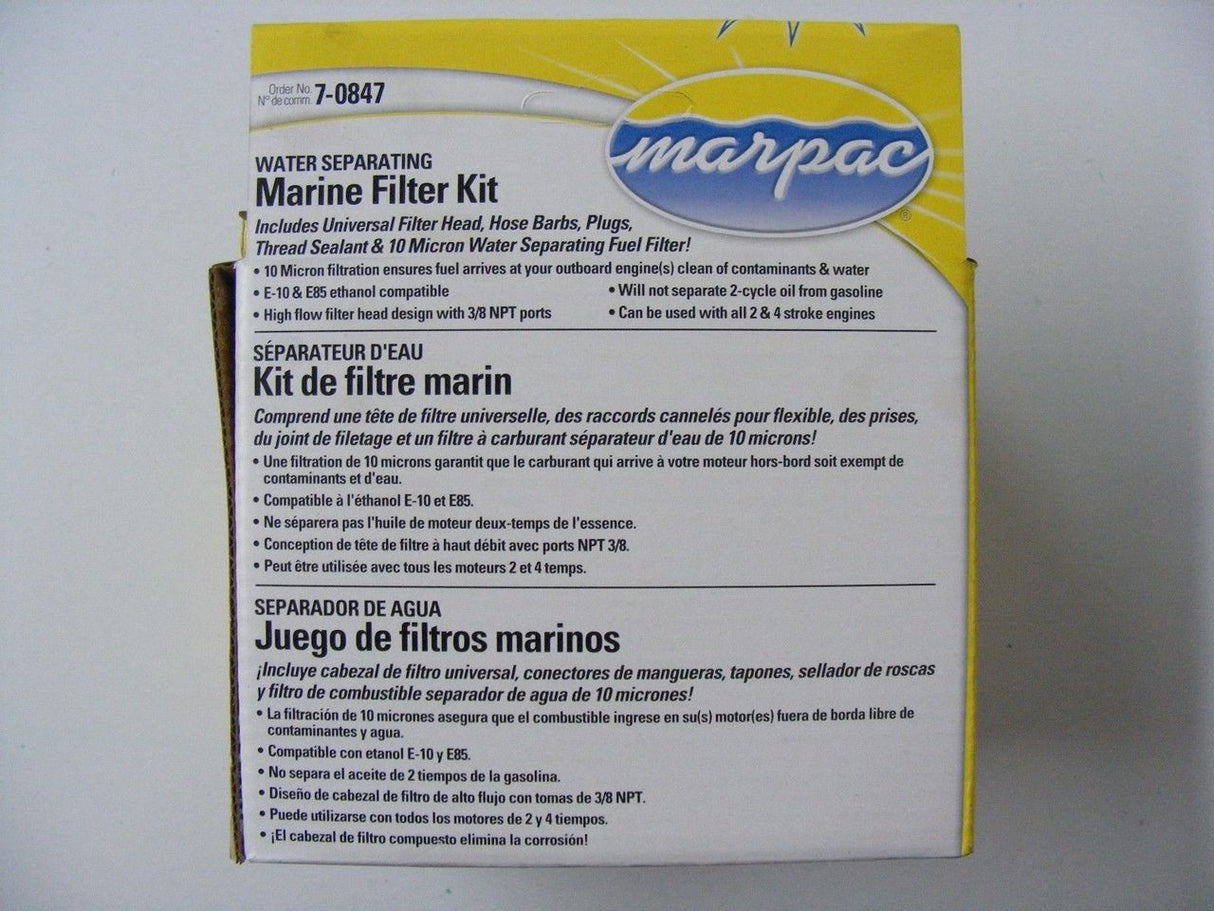 Order No.
N° de comm. 7-0847
marpac
®
WATER SEPARATING
Marine Filter Kit
Includes Universal Filter Head, Hose Barbs, Plugs,
Thread Sealant & 10 Micron Water Separating Fuel Filter!
• 10 Micron filtration ensures fuel arrives at your outboard engine(s) clean of contaminants & water
• E-10 & E85 ethanol compatible
• Will not separate 2-cycle oil from gasoline
• High flow filter head design with 3/8 NPT ports
• Can be used with all 2 & 4 stroke engines
SÉPARATEUR D'EAU
Kit de filtre marin
Comprend une tête de filtre universelle, des raccords cannelés pour flexible, des prises,
du joint de filetage et un filtre à carburant séparateur d'eau de 10 microns!
• Une filtration de 10 microns garantit que le carburant qui arrive à votre moteur hors-bord soit exempt de
contaminants et d'eau.
• Compatible à l'éthanol E-10 et E85.
• Ne séparera pas l'huile de moteur deux-temps de l'essence.
• Conception de tête de filtre à haut débit avec ports NPT 3/8.
• Peut être utilisée avec tous les moteurs 2 et 4 temps.
SEPARADOR DE AGUA
Juego de filtros marinos
¡Incluye cabezal de filtro universal, conectores de mangueras, tapones, sellador de roscas
y filtro de combustible separador de agua de 10 micrones!
• La filtración de 10 micrones asegura que el combustible ingrese en su(s) motor(es) fuera de borda libre de
contaminantes y agua.
• Compatible con etanol E-10 y E85.
• No separa el aceite de 2 tiempos de la gasolina.
• Diseño de cabezal de filtro de alto flujo con tomas de 3/8 NPT.
• Puede utilizarse con todos los motores de 2 y 4 tiempos.
• ¡El cabezal de filtro compuesto elimina la corrosión!